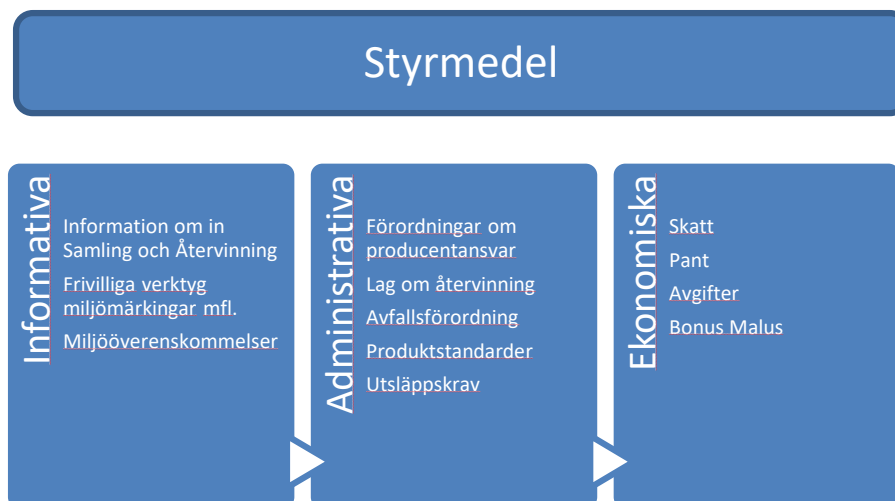 Styrmedel
Informativa
Information om in
Samling och Återvinning
Frivilliga verktyg
miljömärkingar mfl.
Miljööverenskommelser
Administrativa
Förordningar om
producentansvar
Lag om återvinning
Avfallsförordning
Produktstandarder
Utsläppskrav
Ekonomiska
Skatt
Pant
Avgifter
Bonus Malus